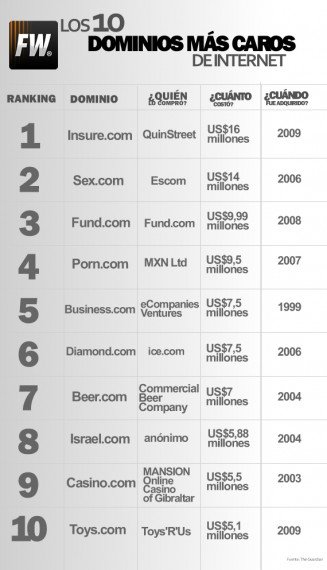 FW®
LOS 10
DOMINIOS MÁS CAROS
DE INTERNET
RANKING DOMINIO ¿QUIÉN LO COMPRÓ? ¿CUÁNTO COSTÓ? ¿CUÁNDO FUE ADQUIRIDO?
1 Insure.com QuinStreet US$16 millones 2009
2 Sex.com Escom US$14 millones 2006
3 Fund.com Fund.com US$9,99 millones 2008
4 Porn.com MXN Ltd US$9,5 millones 2007
5 Business.com eCompanies Ventures US$7,5 millones 1999
6 Diamond.com ice.com US$7,5 millones 2006
7 Beer.com Commercial Beer Company US$7 millones 2004
8 Israel.com anónimo US$5,88 millones 2004
9 Casino.com MANSION Online Casino of Gibraltar US$5,5 millones 2003
10 Toys.com Toys'R'Us US$5,1 millones 2009
Fuente: The Guardian